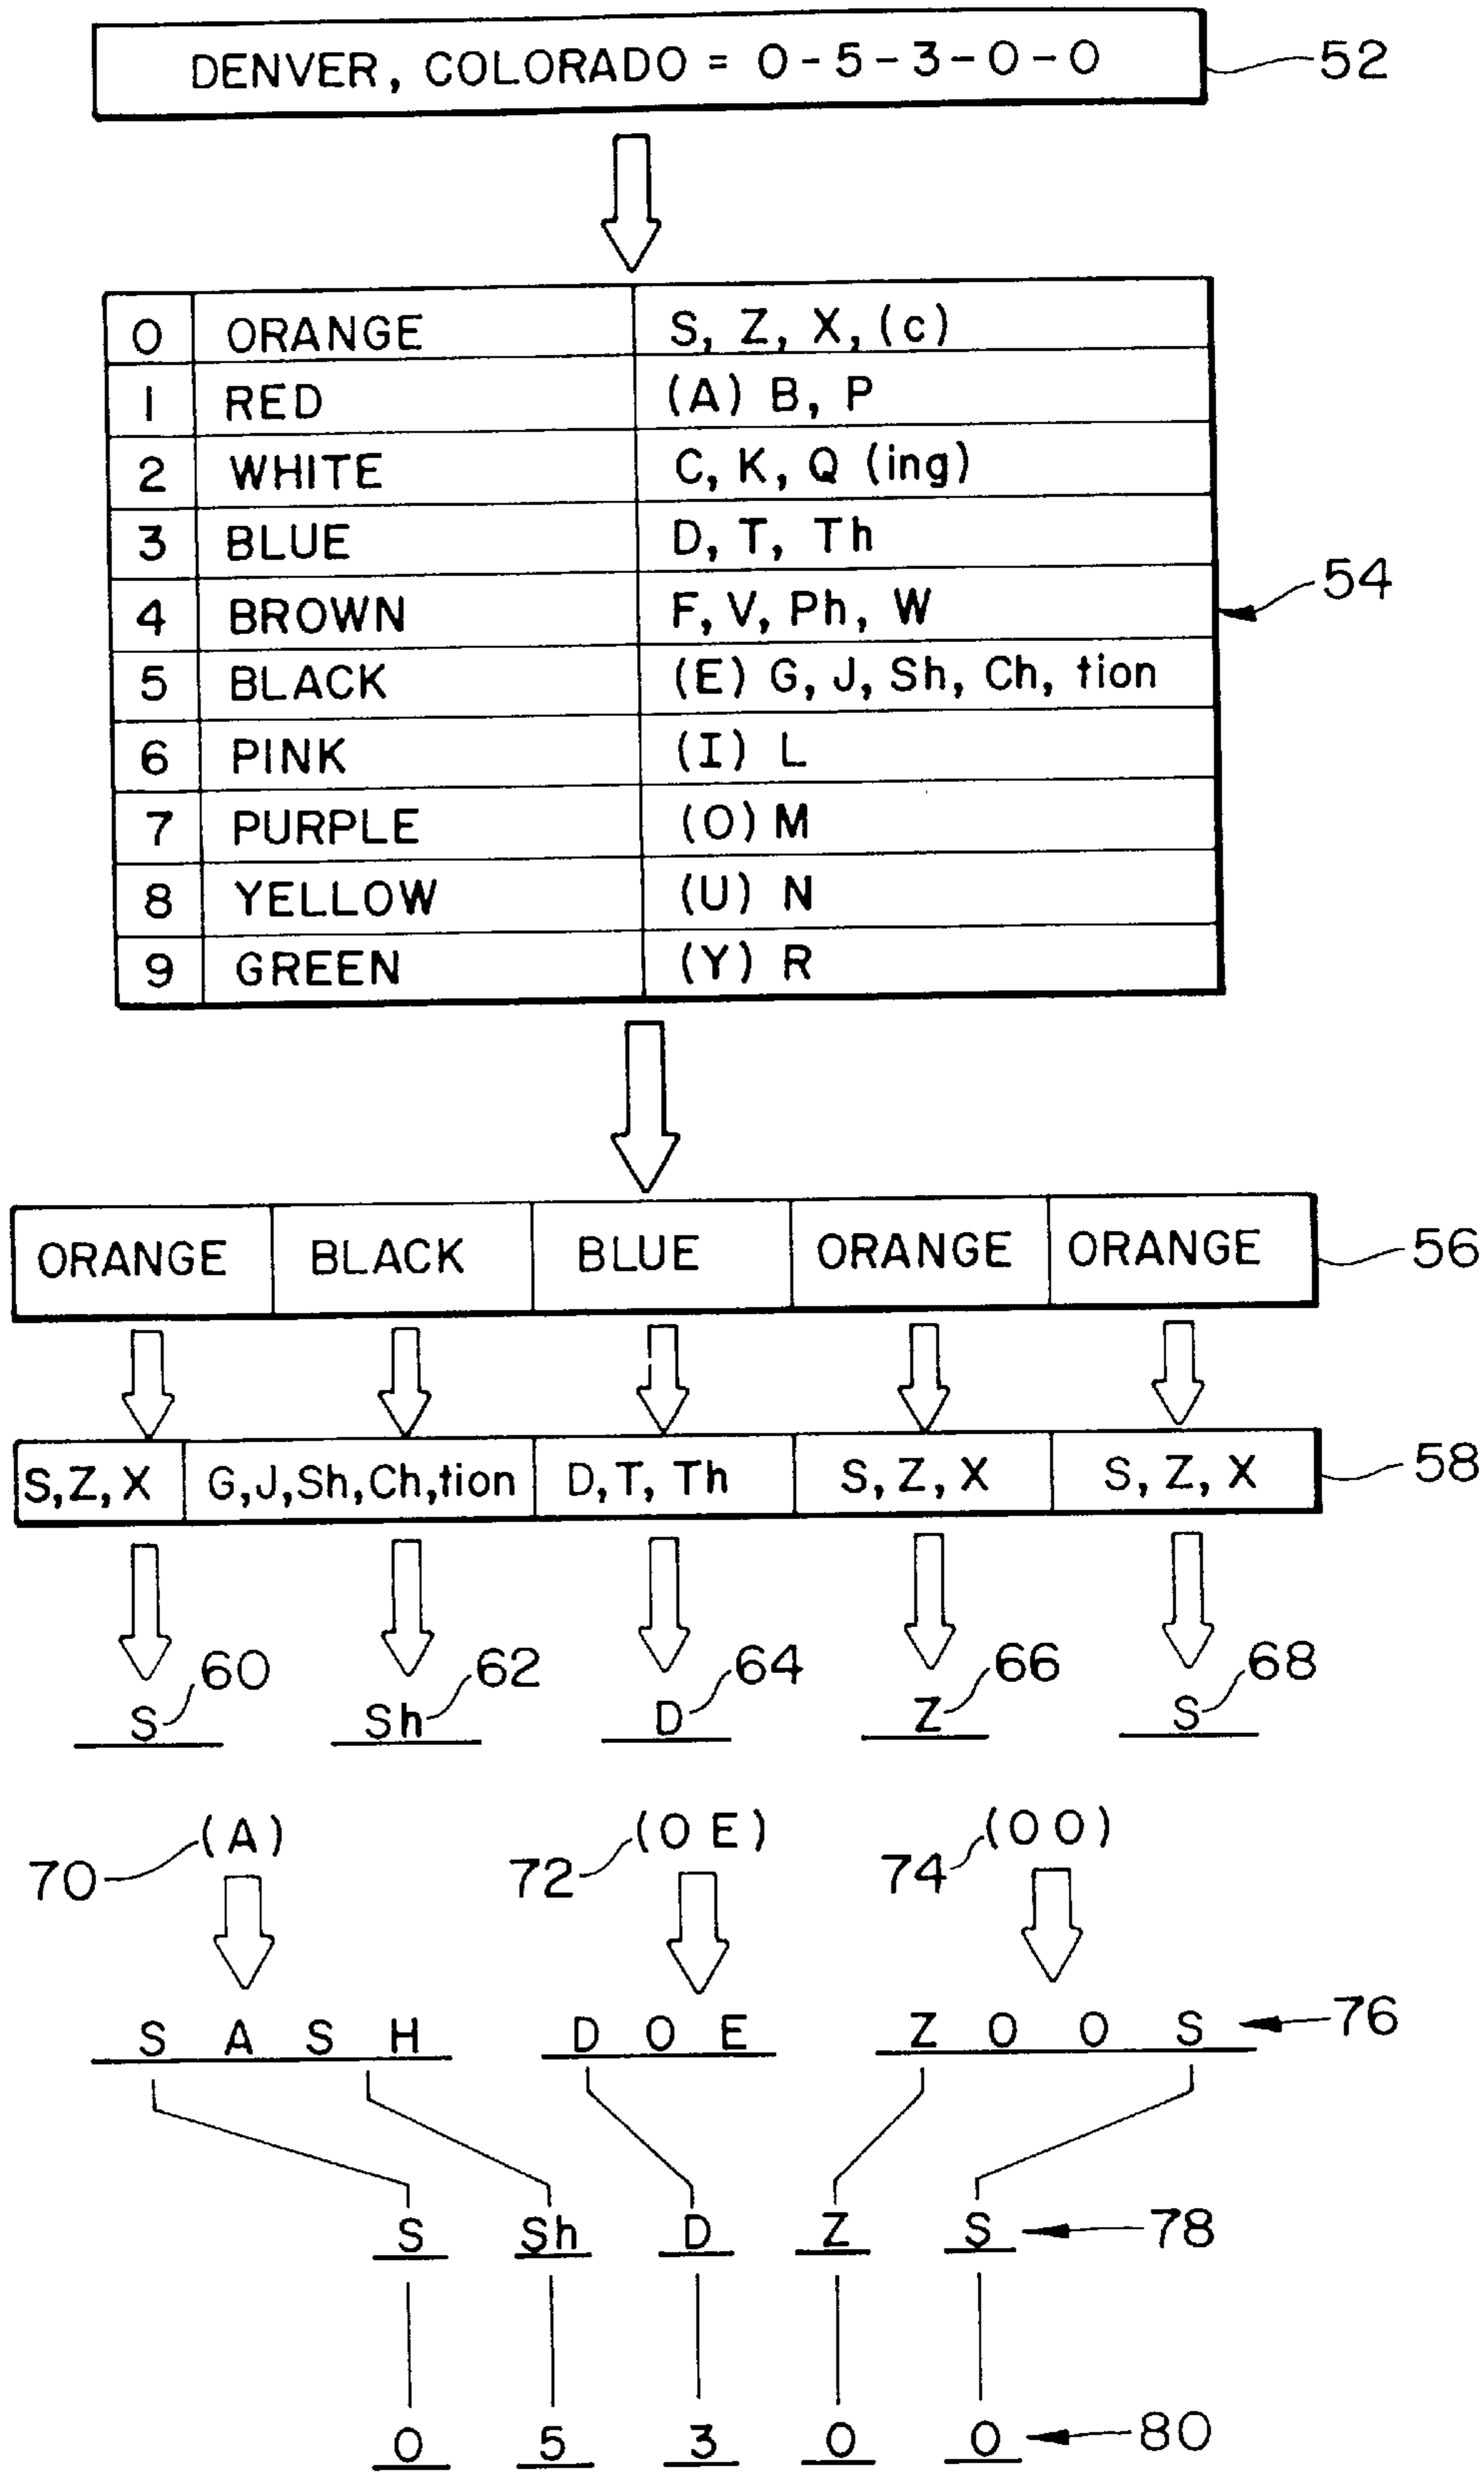 DENVER, COLORADO = 0-5-3-0-0 52
0 ORANGE S, Z, X, (c)
1 RED (A) B, P
2 WHITE C, K, Q (ing)
3 BLUE D, T, Th
54
4 BROWN F, V, Ph, W
5 BLACK (E) G, J, Sh, Ch, tion
6 PINK (I) L
7 PURPLE (O) M
8 YELLOW (U) N
9 GREEN (Y) R
ORANGE BLACK BLUE ORANGE ORANGE 56
S, Z, X G, J, Sh, Ch, tion D, T, Th S, Z, X S, Z, X 58
60 62 64 66 68
S Sh D Z S
(A) (O E) (O O)
70 72 74
S A S H D O E Z O O S 76
S Sh D Z S 78
0 5 3 0 0 80